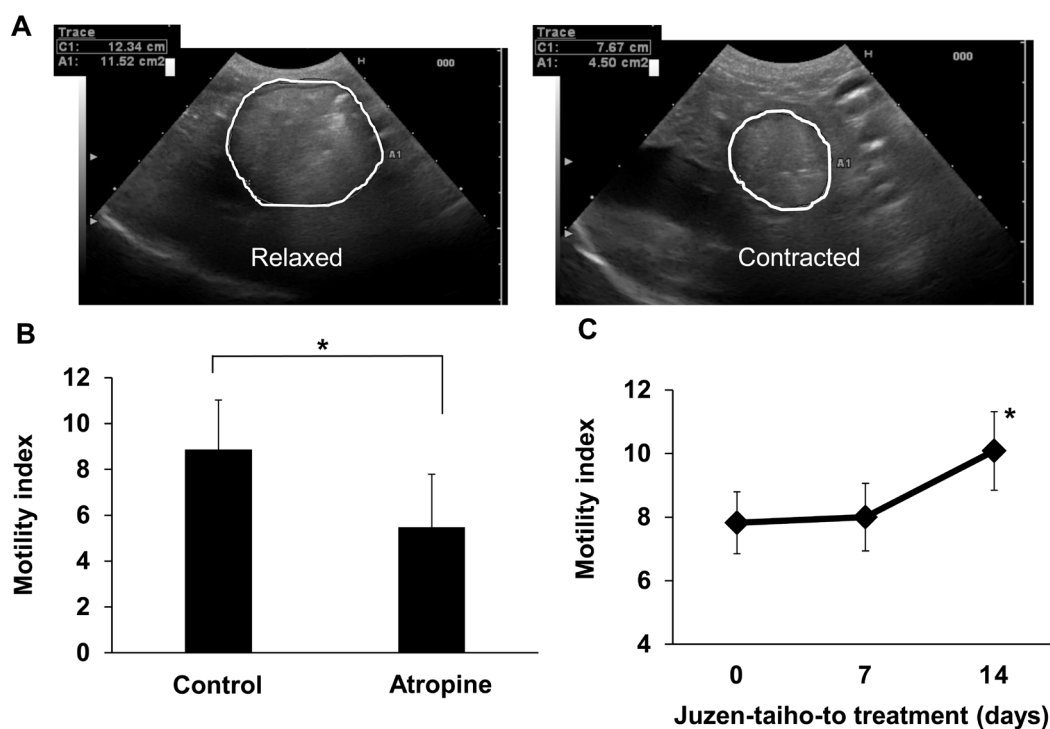 A
Trace
C1: 12.34 cm
A1: 11.52 cm2
H
000
A1
Relaxed
Trace
C1: 7.67 cm
A1: 4.50 cm2
H
000
A1
Contracted
B
*
Motility index
12
10
8
6
4
2
0
Control
Atropine
C
Motility index
12
10
8
6
4
*
0
7
14
Juzen-taiho-to treatment (days)